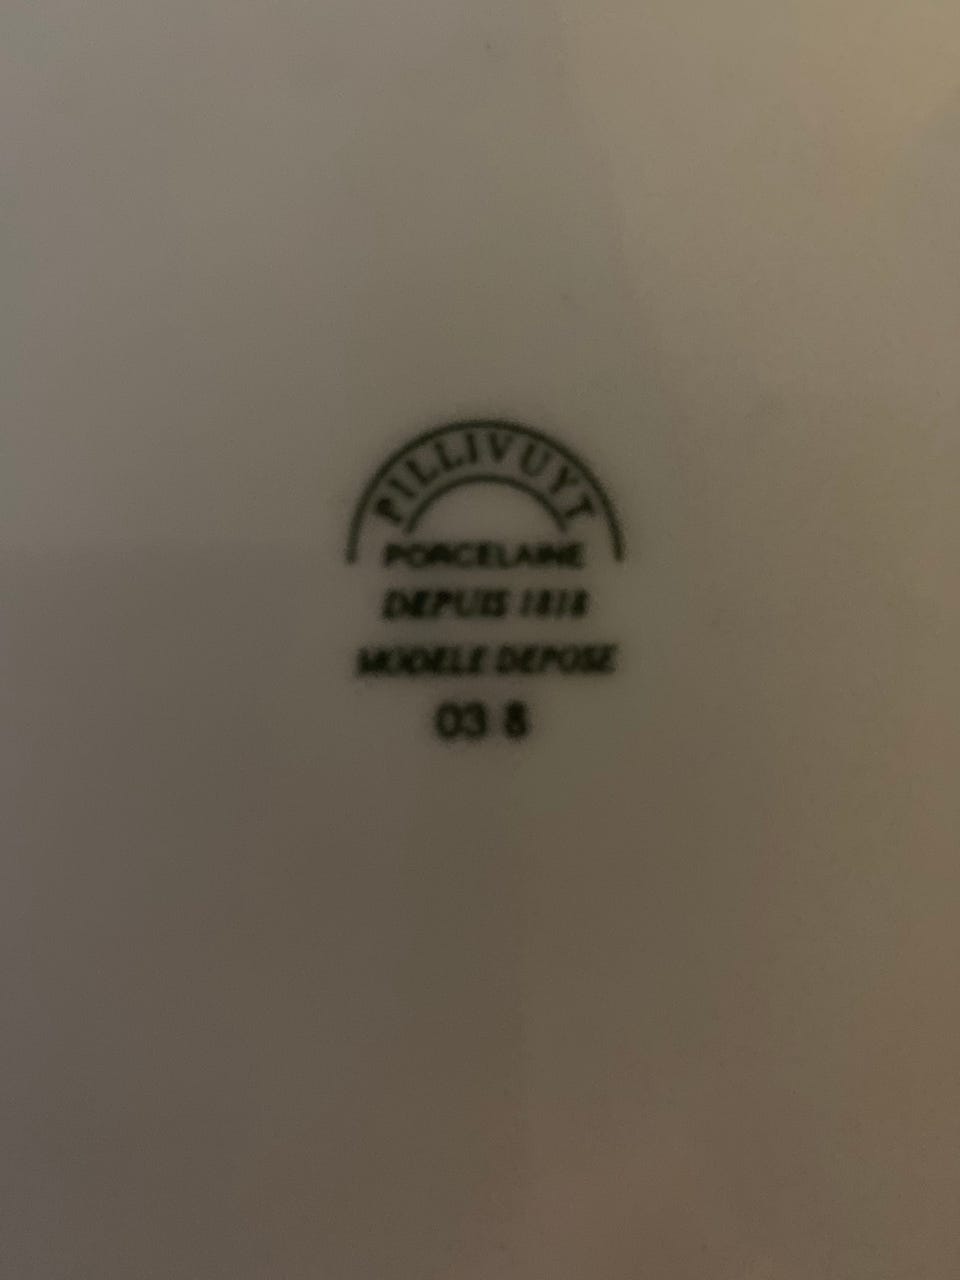 PILLIVUYT
PORCELAINE
DEPUIS 1818
MODELE DEPOSE
03 8